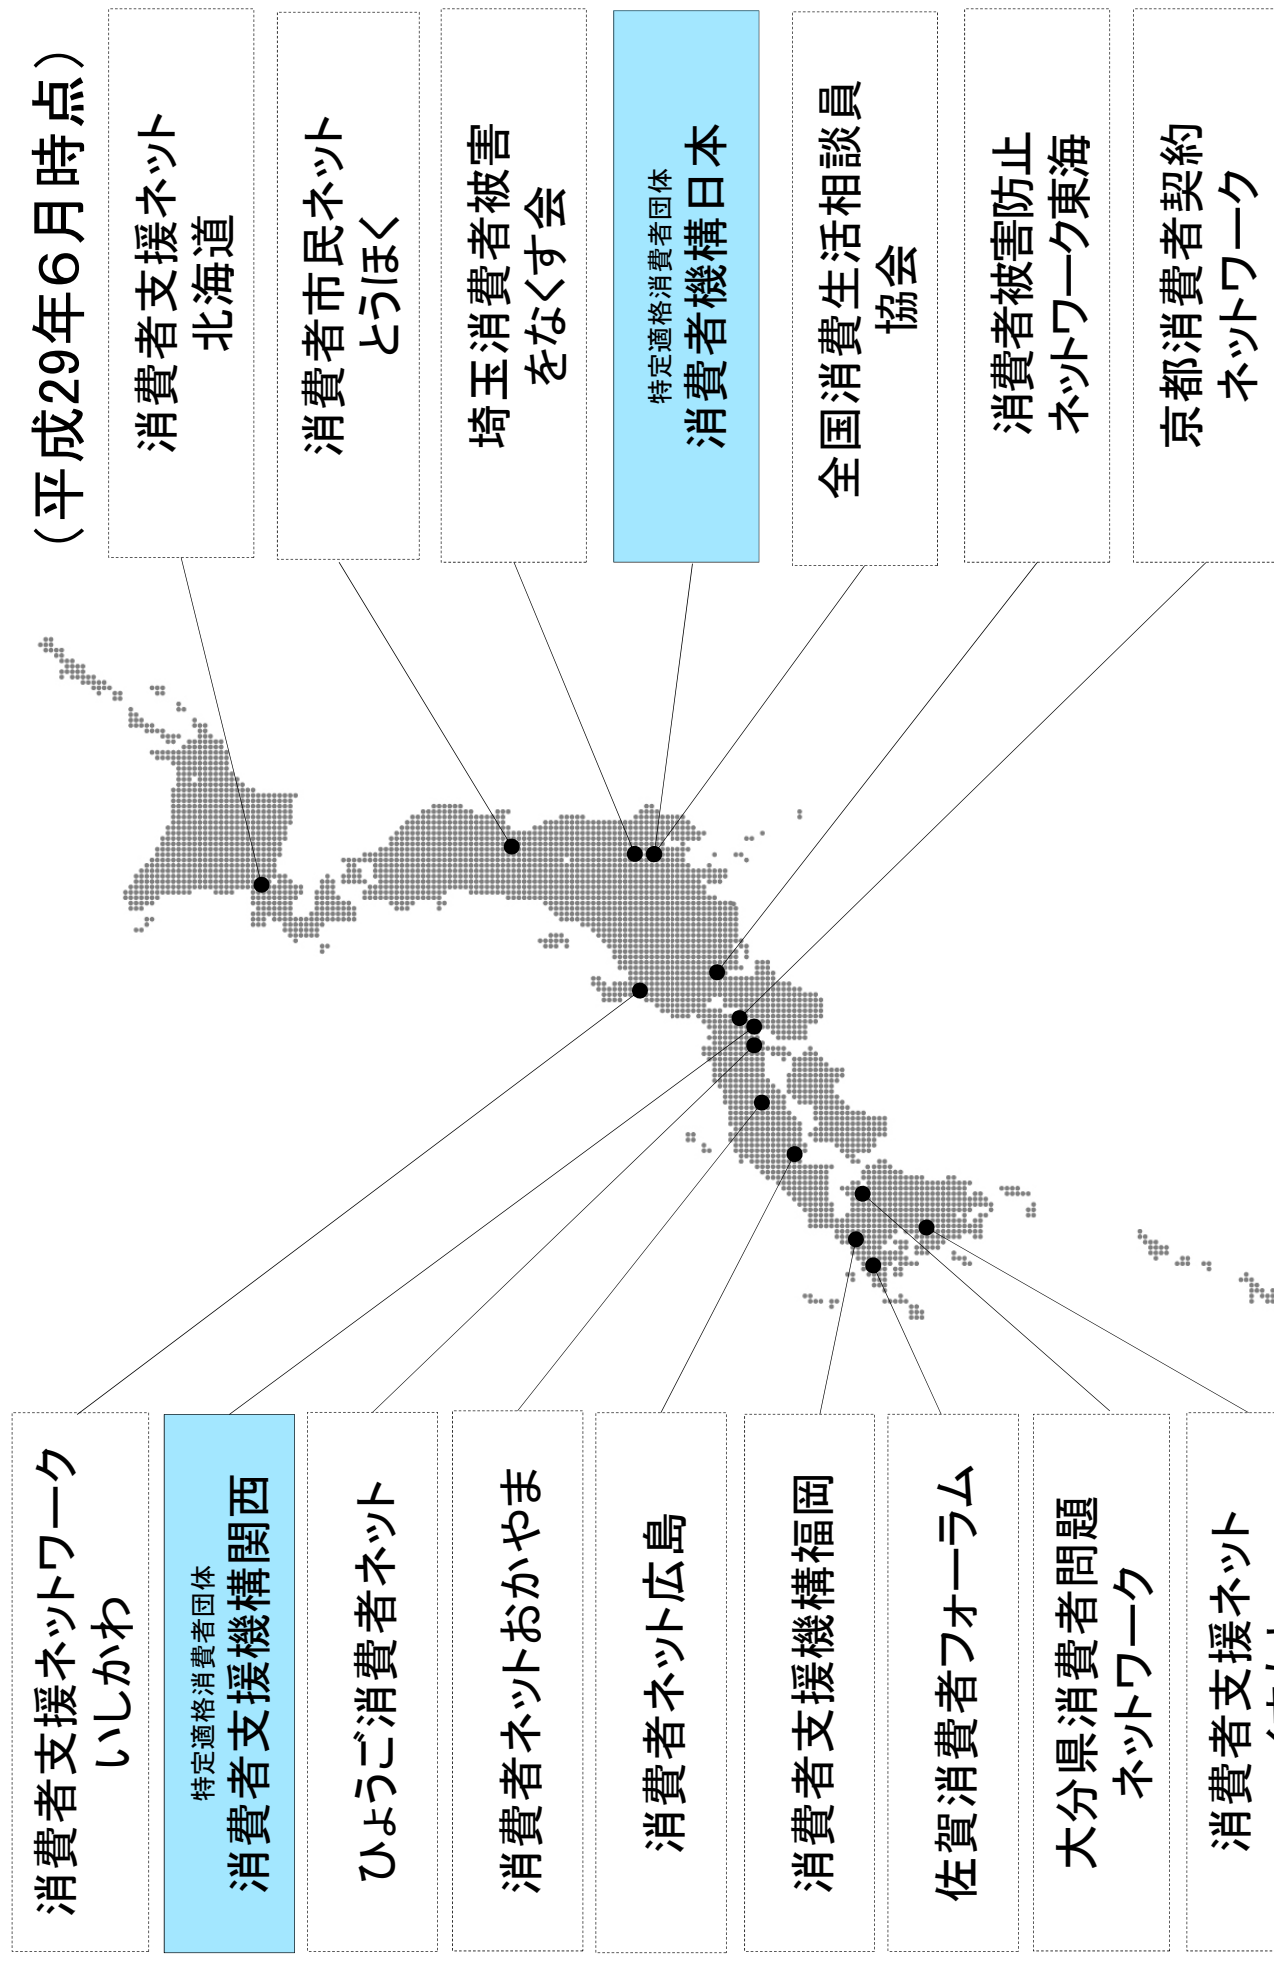 （平成29年６月時点）
消費者支援ネット
北海道
消費者市民ネット
とうほく
埼玉消費者被害
をなくす会
特定適格消費者団体
消費者機構日本
全国消費生活相談員
協会
消費者被害防止
ネットワーク東海
京都消費者契約
ネットワーク
消費者支援ネットワーク
いしかわ
特定適格消費者団体
消費者支援機構関西
ひょうご消費者ネット
消費者ネットおかやま
消費者ネット広島
消費者支援機構福岡
佐賀消費者フォーラム
大分県消費者問題
ネットワーク
消費者支援ネット